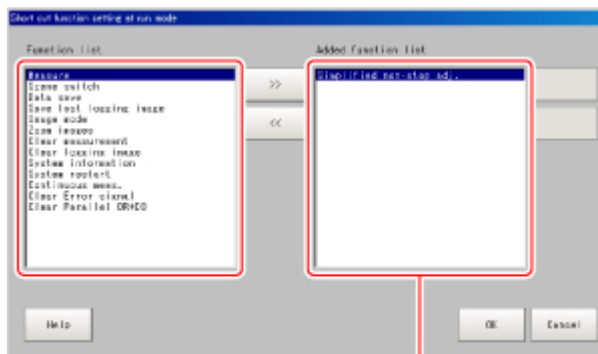 Short cut function setting at run mode
Function list
Added function list
Measure
Scene switch
Data save
Save last logging image
Image mode
Zoom images
Clear measurement
Clear logging image
System information
System restart
Continuous meas.
Clear Error signal
Clear Parallel OR+DO
>>
<<
Simplified non-stop adj.
Help
OK
Cancel